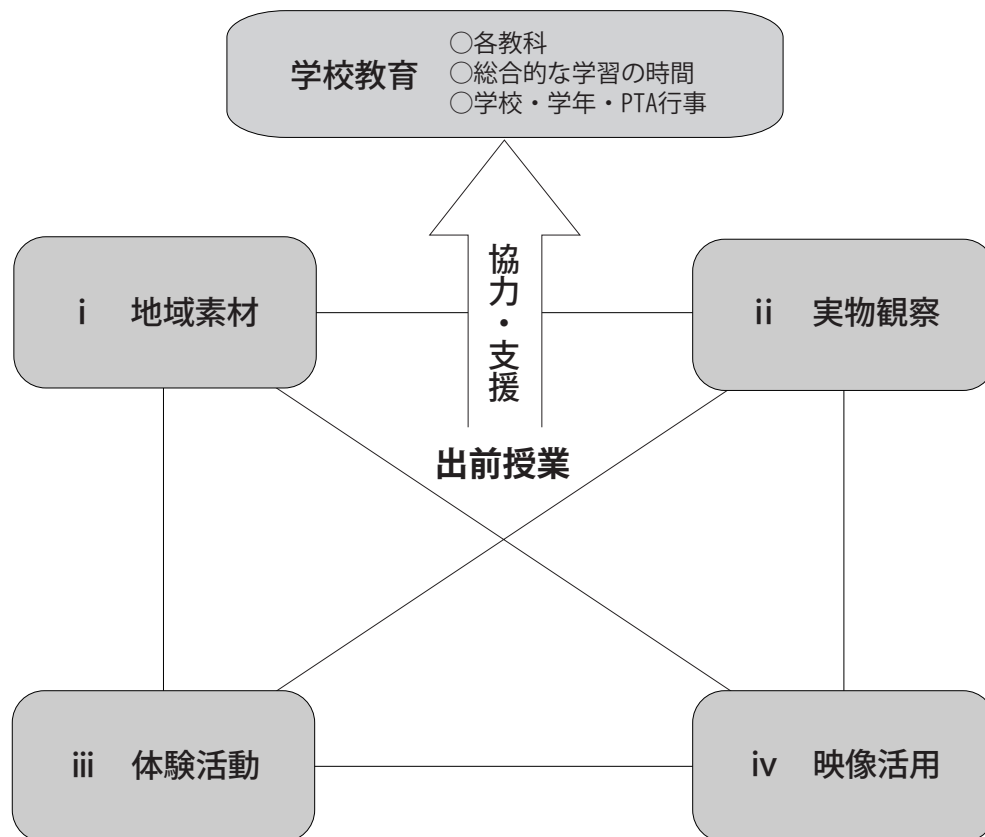 学校教育
○各教科
○総合的な学習の時間
○学校・学年・PTA行事
協力・支援
i 地域素材
ii 実物観察
出前授業
iii 体験活動
iv 映像活用